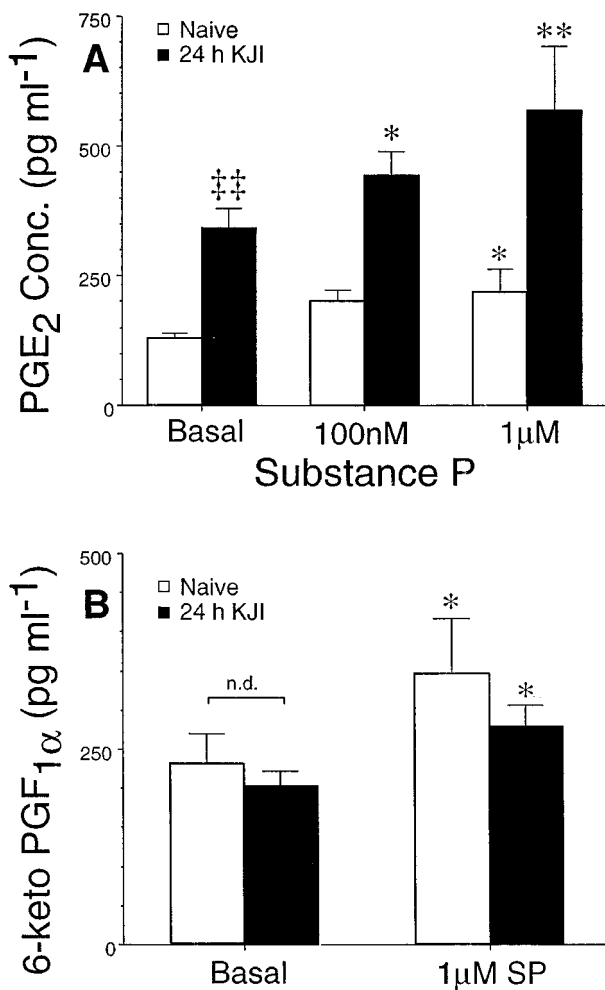 750
A
□ Naive
■ 24 h KJI
**
*
500
‡‡
*
250
0
PGE2 Conc. (pg ml-1)
Basal 100nM 1µM
Substance P
500
B
□ Naive
■ 24 h KJI
*
n.d.
*
250
0
6-keto PGF1α (pg ml-1)
Basal 1µM SP